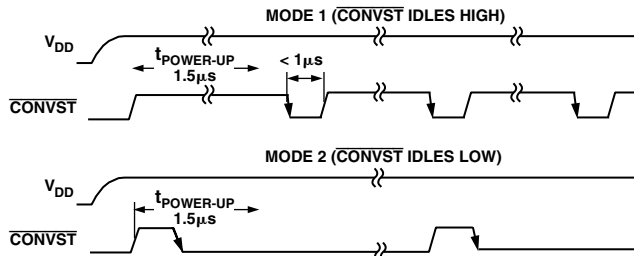 MODE 1 (CONVST IDLES HIGH)
VDD
tPOWER-UP
1.5µs
< 1µs
CONVST
MODE 2 (CONVST IDLES LOW)
VDD
tPOWER-UP
1.5µs
CONVST